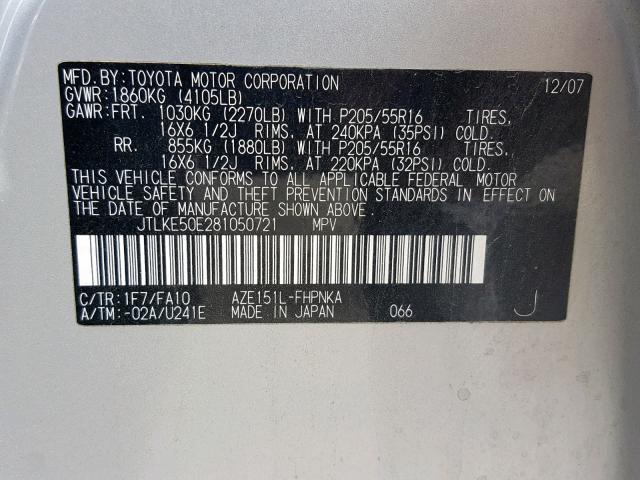 MFD.BY:TOYOTA MOTOR CORPORATION 12/07
GVWR:1860KG (4105LB)
GAWR:FRT. 1030KG (2270LB) WITH P205/55R16 TIRES,
16X6 1/2J RIMS, AT 240KPA (35PSI) COLD.
RR. 855KG (1880LB) WITH P205/55R16 TIRES,
16X6 1/2J RIMS, AT 220KPA (32PSI) COLD.
THIS VEHICLE CONFORMS TO ALL APPLICABLE FEDERAL MOTOR
VEHICLE SAFETY AND THEFT PREVENTION STANDARDS IN EFFECT ON
THE DATE OF MANUFACTURE SHOWN ABOVE.
JTLKE50E281050721 MPV
C/TR:1F7/FA10 AZE151L-FHPNKA
A/TM:-02A/U241E MADE IN JAPAN 066 J